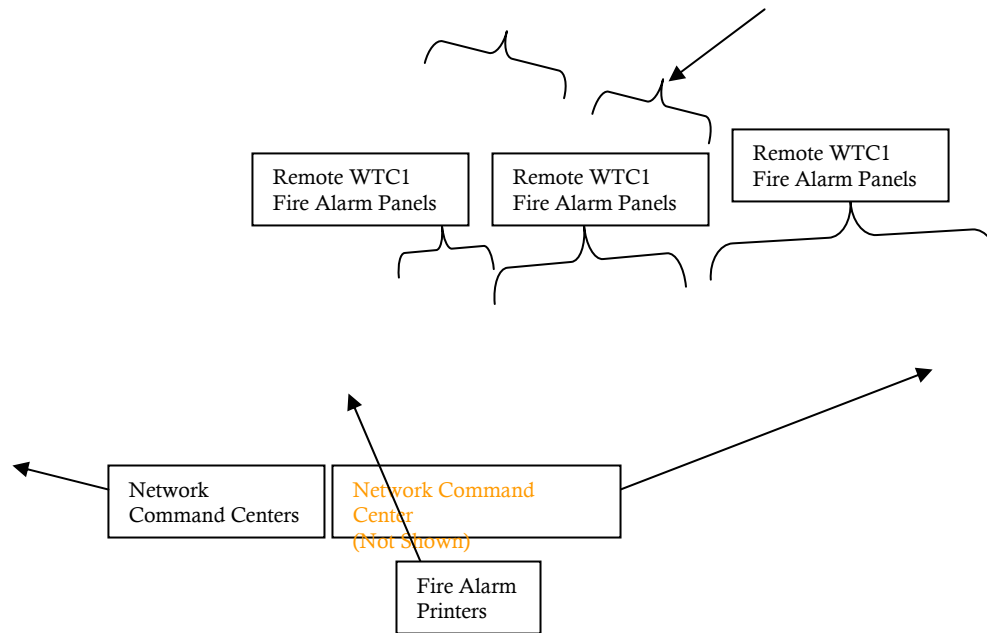 Remote WTC1
Fire Alarm Panels
Remote WTC1
Fire Alarm Panels
Remote WTC1
Fire Alarm Panels
Network
Command Centers
Network Command
Center
(Not Shown)
Fire Alarm
Printers